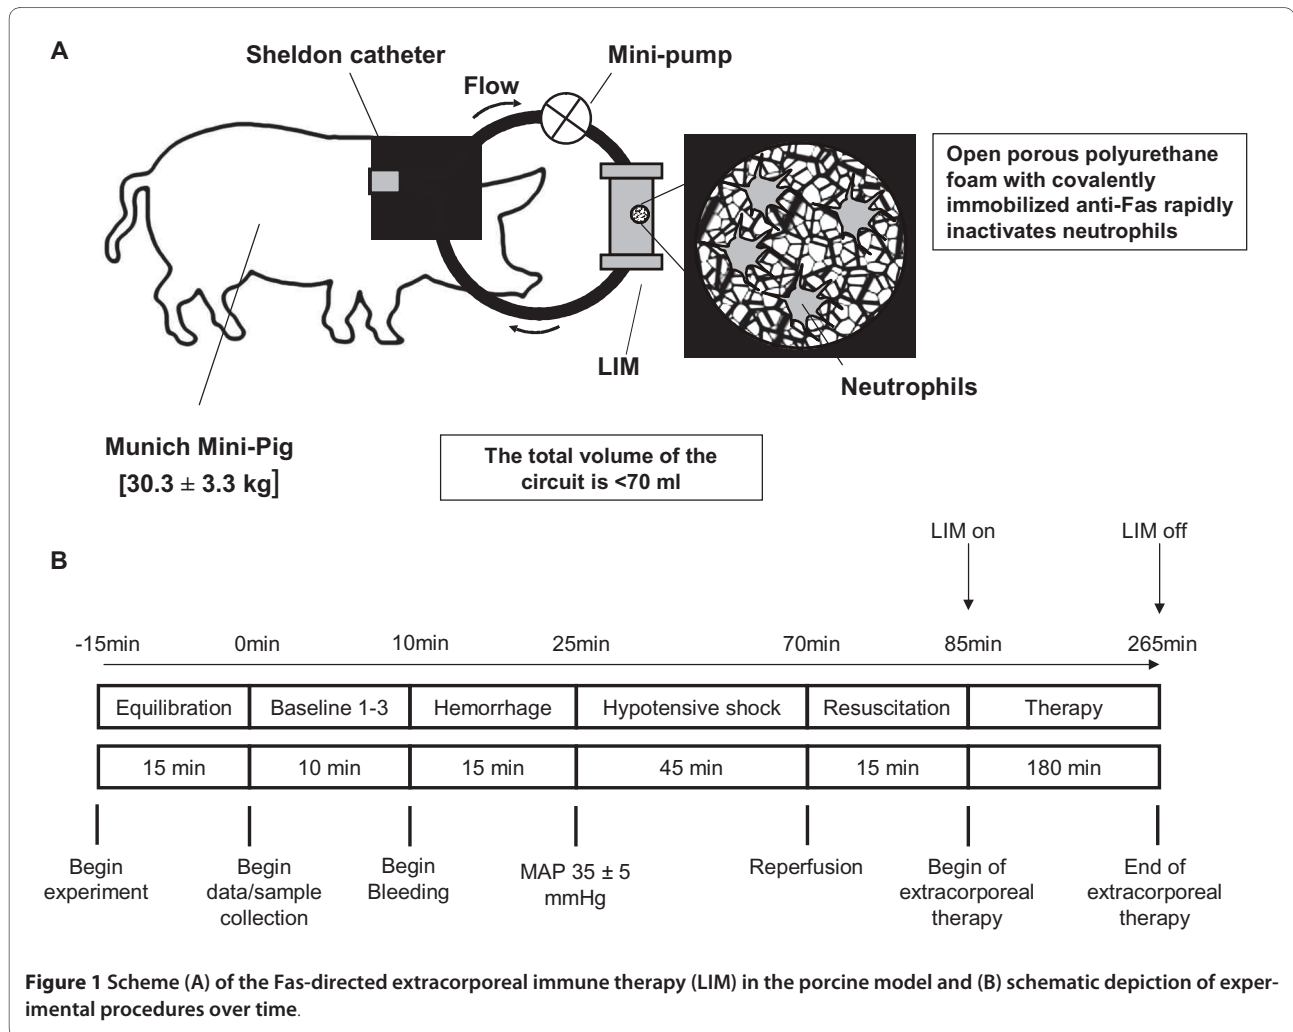 A
Sheldon catheter
Mini-pump
Flow
Open porous polyurethane
foam with covalently
immobilized anti-Fas rapidly
inactivates neutrophils
LIM
Neutrophils
Munich Mini-Pig
[30.3 ± 3.3 kg]
The total volume of the
circuit is <70 ml
B
LIM on
LIM off
-15min 0min 10min 25min 70min 85min 265min
Equilibration Baseline 1-3 Hemorrhage Hypotensive shock Resuscitation Therapy
15 min 10 min 15 min 45 min 15 min 180 min
Begin
experiment
Begin
data/sample
collection
Begin
Bleeding
MAP 35 ± 5
mmHg
Reperfusion
Begin of
extracorporeal
therapy
End of
extracorporeal
therapy
Figure 1 Scheme (A) of the Fas-directed extracorporeal immune therapy (LIM) in the porcine model and (B) schematic depiction of exper-
imental procedures over time.